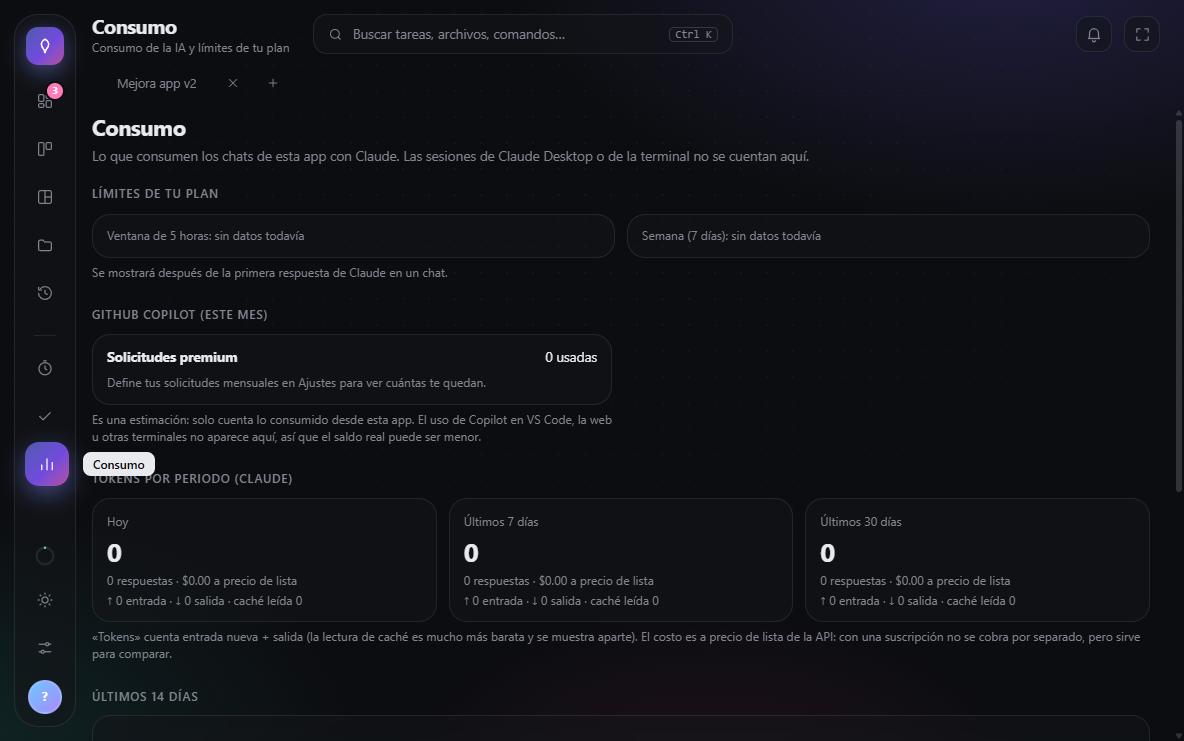 Consumo
Consumo de la IA y límites de tu plan
Buscar tareas, archivos, comandos...
Ctrl K
Mejora app v2
3
Consumo
Lo que consumen los chats de esta app con Claude. Las sesiones de Claude Desktop o de la terminal no se cuentan aquí.
LÍMITES DE TU PLAN
Ventana de 5 horas: sin datos todavía
Semana (7 días): sin datos todavía
Se mostrará después de la primera respuesta de Claude en un chat.
GITHUB COPILOT (ESTE MES)
Solicitudes premium
0 usadas
Define tus solicitudes mensuales en Ajustes para ver cuántas te quedan.
Es una estimación: solo cuenta lo consumido desde esta app. El uso de Copilot en VS Code, la web
u otras terminales no aparece aquí, así que el saldo real puede ser menor.
Consumo
TOKENS POR PERIODO (CLAUDE)
Hoy
0
0 respuestas · $0.00 a precio de lista
↑ 0 entrada · ↓ 0 salida · caché leída 0
Últimos 7 días
0
0 respuestas · $0.00 a precio de lista
↑ 0 entrada · ↓ 0 salida · caché leída 0
Últimos 30 días
0
0 respuestas · $0.00 a precio de lista
↑ 0 entrada · ↓ 0 salida · caché leída 0
«Tokens» cuenta entrada nueva + salida (la lectura de caché es mucho más barata y se muestra aparte). El costo es a precio de lista de la API: con una suscripción no se cobra por separado, pero sirve
para comparar.
?
ÚLTIMOS 14 DÍAS